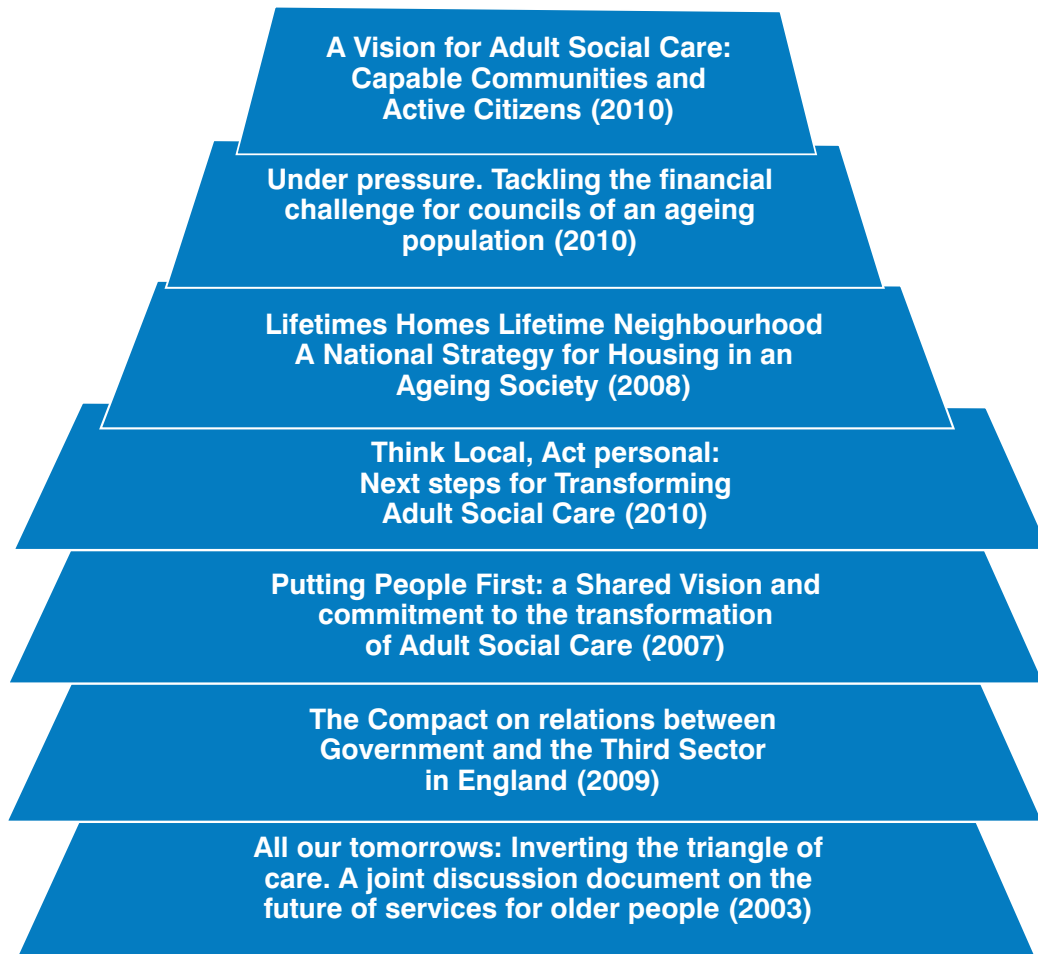 A Vision for Adult Social Care:
Capable Communities and
Active Citizens (2010)
Under pressure. Tackling the financial
challenge for councils of an ageing
population (2010)
Lifetimes Homes Lifetime Neighbourhood
A National Strategy for Housing in an
Ageing Society (2008)
Think Local, Act personal:
Next steps for Transforming
Adult Social Care (2010)
Putting People First: a Shared Vision and
commitment to the transformation
of Adult Social Care (2007)
The Compact on relations between
Government and the Third Sector
in England (2009)
All our tomorrows: Inverting the triangle of
care. A joint discussion document on the
future of services for older people (2003)